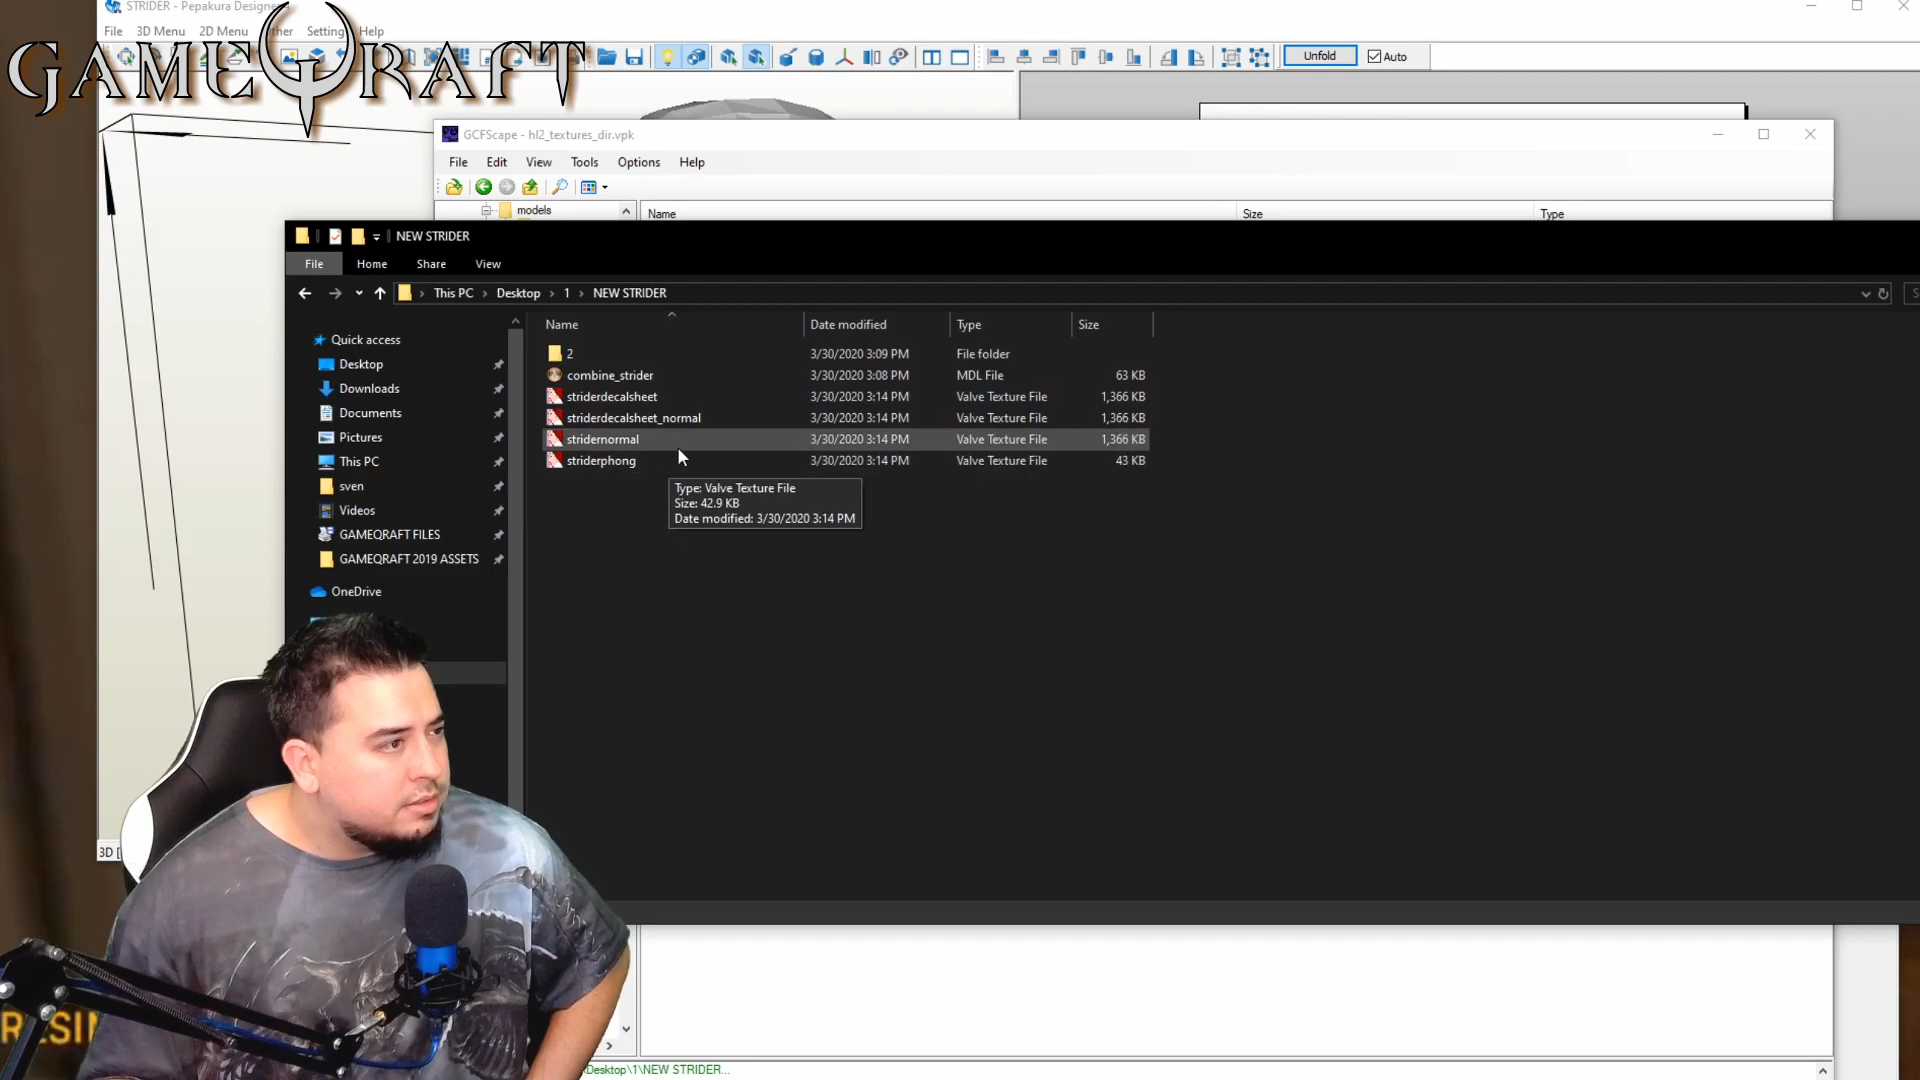 STRIDER - Pepakura Designer
File 3D Menu 2D Menu Other Setting Help
GAMEQRAFT
Unfold Auto
GCFScape - hl2_textures_dir.vpk
File Edit View Tools Options Help
models Name Size Type
NEW STRIDER
File Home Share View
This PC Desktop 1 NEW STRIDER
Name Date modified Type Size
2 3/30/2020 3:09 PM File folder
combine_strider 3/30/2020 3:08 PM MDL File 63 KB
striderdecalsheet 3/30/2020 3:14 PM Valve Texture File 1,366 KB
striderdecalsheet_normal 3/30/2020 3:14 PM Valve Texture File 1,366 KB
stridernormal 3/30/2020 3:14 PM Valve Texture File 1,366 KB
striderphong 3/30/2020 3:14 PM Valve Texture File 43 KB
Type: Valve Texture File
Size: 42.9 KB
Date modified: 3/30/2020 3:14 PM
Quick access
Desktop
Downloads
Documents
Pictures
This PC
sven
Videos
GAMEQRAFT FILES
GAMEQRAFT 2019 ASSETS
OneDrive
3D [
RESIN
Desktop\1\NEW STRIDER...